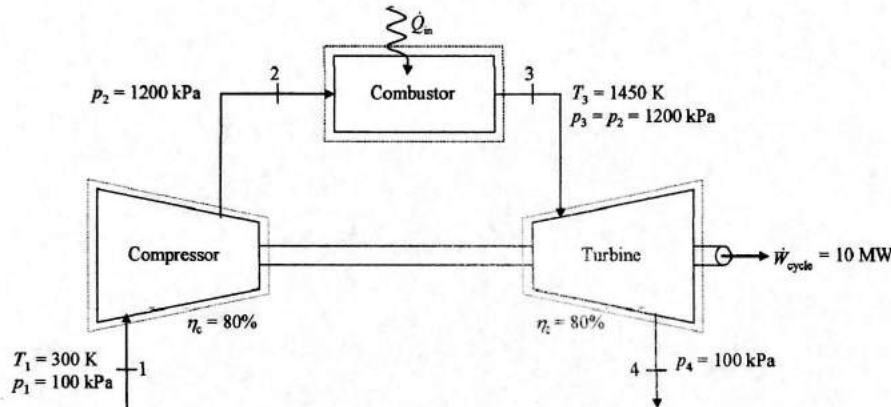 Q̇in
2
3
p2 = 1200 kPa
Combustor
T3 = 1450 K
p3 = p2 = 1200 kPa
Compressor
Turbine
Ẇcycle = 10 MW
ηc = 80%
ηt = 80%
T1 = 300 K
p1 = 100 kPa
1
4
p4 = 100 kPa